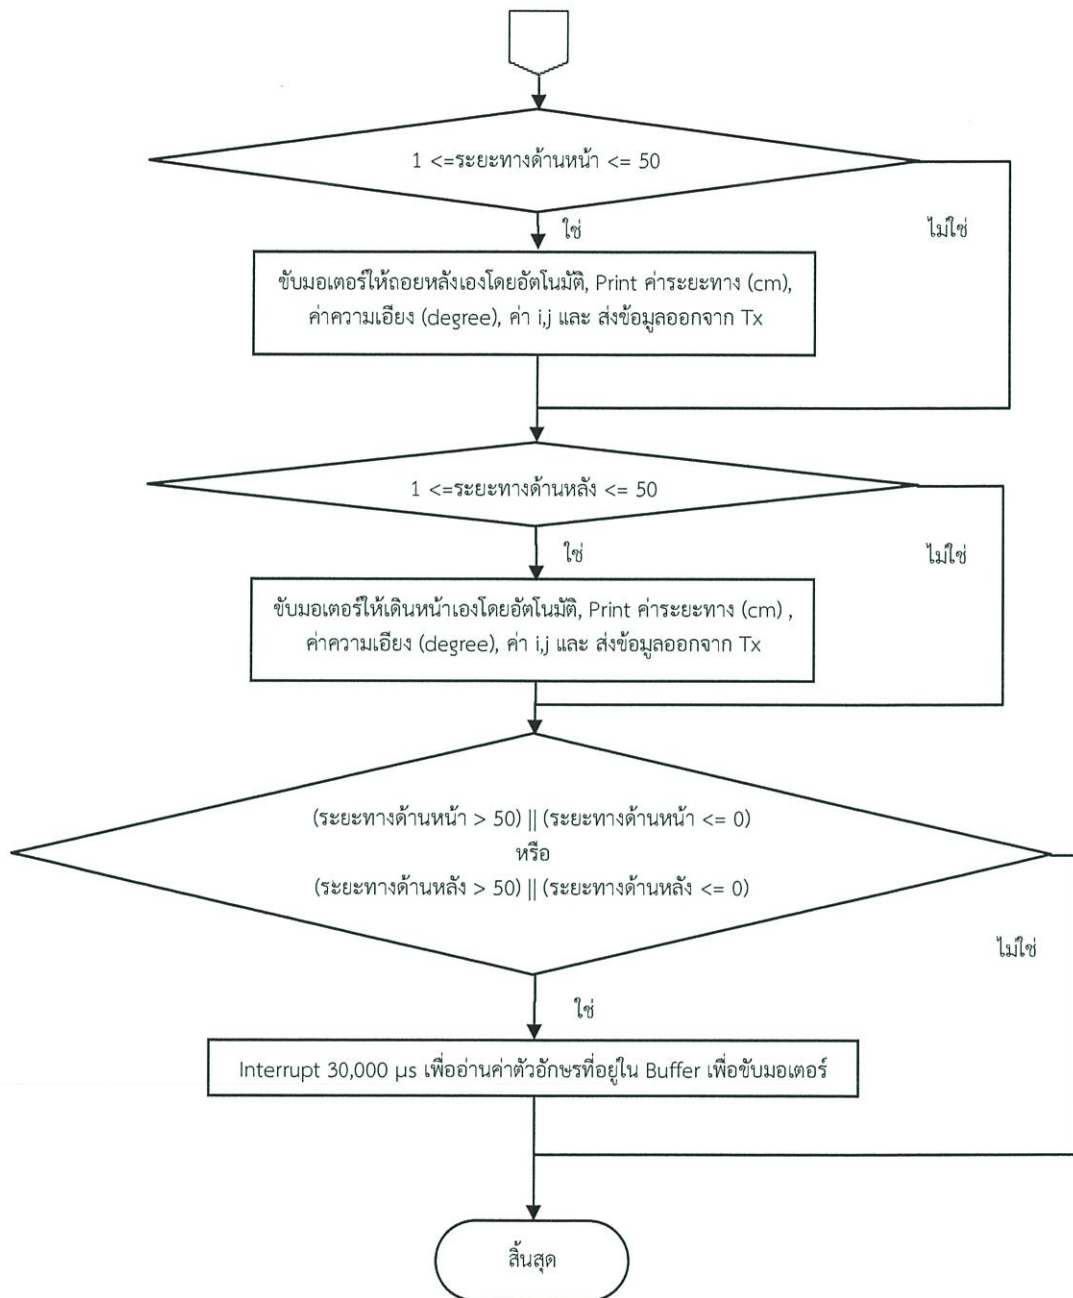 1 <=ระยะทางด้านหน้า <= 50
ใช่
ไม่ใช่
ขับมอเตอร์ให้ถอยหลังเองโดยอัตโนมัติ, Print ค่าระยะทาง (cm),
ค่าความเอียง (degree), ค่า i,j และ ส่งข้อมูลออกจาก Tx
1 <=ระยะทางด้านหลัง <= 50
ใช่
ไม่ใช่
ขับมอเตอร์ให้เดินหน้าเองโดยอัตโนมัติ, Print ค่าระยะทาง (cm) ,
ค่าความเอียง (degree), ค่า i,j และ ส่งข้อมูลออกจาก Tx
(ระยะทางด้านหน้า > 50) || (ระยะทางด้านหน้า <= 0)
หรือ
(ระยะทางด้านหลัง > 50) || (ระยะทางด้านหลัง <= 0)
ไม่ใช่
ใช่
Interrupt 30,000 µs เพื่ออ่านค่าตัวอักษรที่อยู่ใน Buffer เพื่อขับมอเตอร์
สิ้นสุด